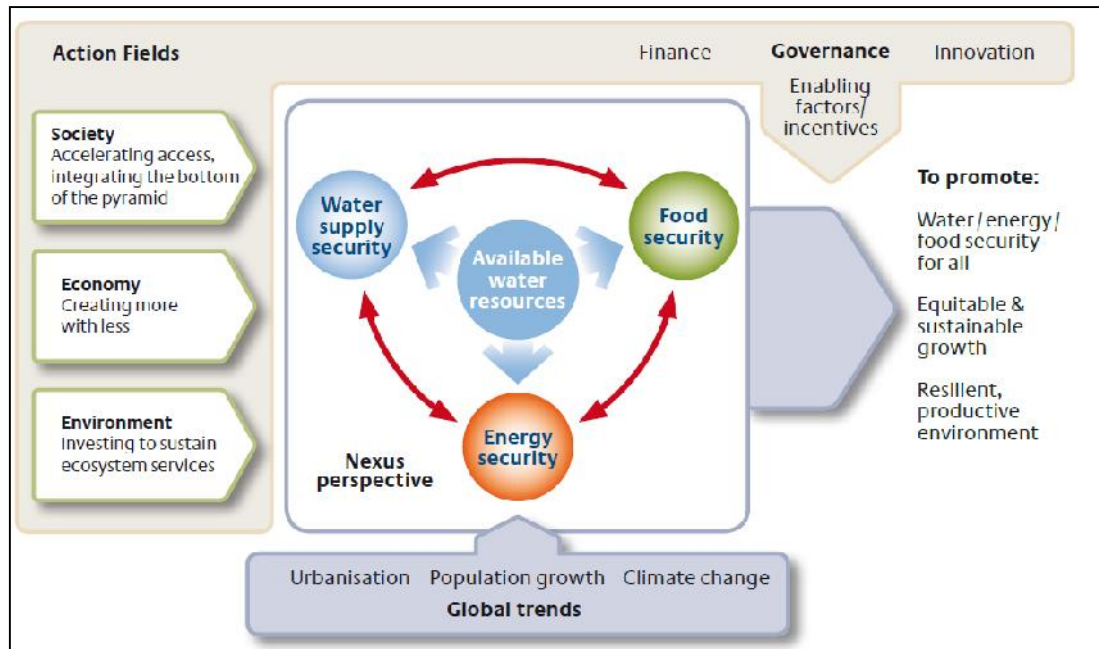 Action Fields
Finance
Governance
Innovation
Enabling
factors/
incentives
Society
Accelerating access,
integrating the bottom
of the pyramid
Economy
Creating more
with less
Environment
Investing to sustain
ecosystem services
Water
supply
security
Food
security
Available
water
resources
Energy
security
Nexus
perspective
To promote:
Water/energy/
food security
for all
Equitable &
sustainable
growth
Resilient,
productive
environment
Urbanisation Population growth Climate change
Global trends